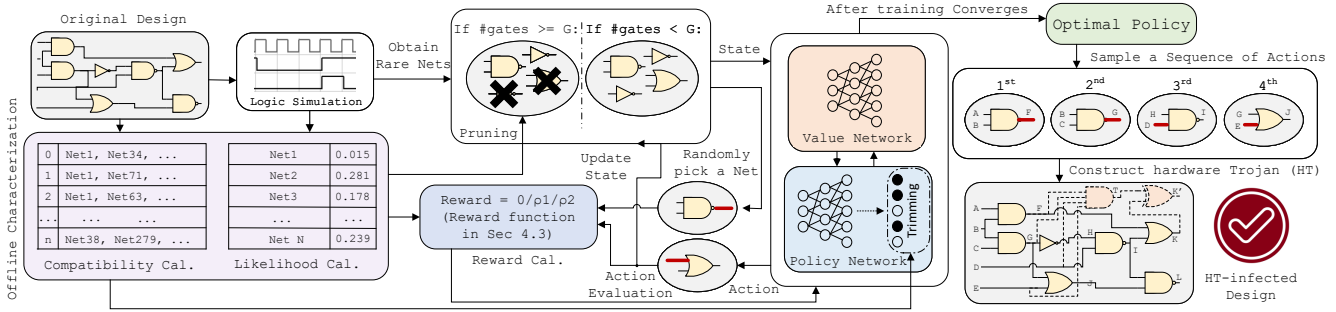 Original Design
Logic Simulation
Obtain
Rare Nets
If #gates >= G:
If #gates < G:
Pruning
State
After training Converges
Optimal Policy
Sample a Sequence of Actions
1st
2nd
3rd
4th
A
B
F
B
C
G
H
D
I
G
E
J
Value Network
Policy Network
Trimming
Update
State
Randomly
pick a Net
Reward = 0/ρ1/ρ2
(Reward function
in Sec 4.3)
Reward Cal.
Action
Evaluation
Action
Offline Characterization
0 Net1, Net34, ...
1 Net1, Net71, ...
2 Net1, Net63, ...
... ... ...
n Net38, Net279, ...
Compatibility Cal.
Net1 0.015
Net2 0.281
Net3 0.178
... ...
Net N 0.239
Likelihood Cal.
Construct hardware Trojan (HT)
A
B
C
D
E
F
G
H
I
J
K
L
T
K'
HT-infected
Design